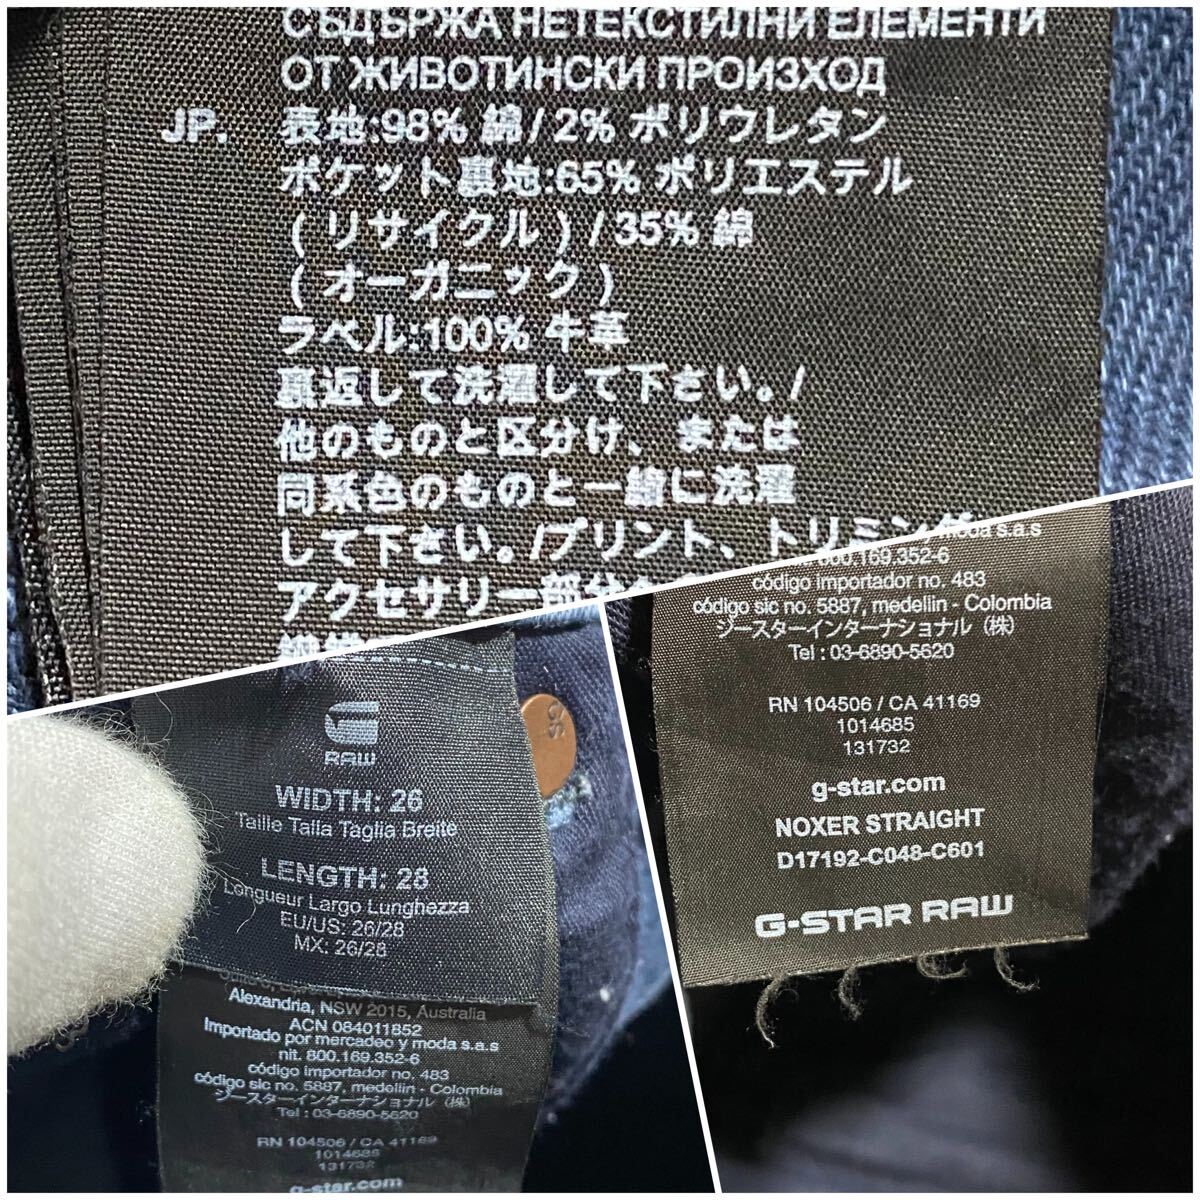 СЪДЪРЖА НЕТЕКСТИЛНИ ЕЛЕМЕНТИ
ОТ ЖИВОТИНСКИ ПРОИЗХОД
JP. 表地:98% 綿/2% ポリウレタン
ポケット裏地:65% ポリエステル
(リサイクル) /35% 綿
(オーガニック)
ラベル:100% 牛革
裏返して洗濯して下さい。/
他のものと区分け、または
同系色のものと一緒に洗濯
して下さい。/プリント、トリミング
アクセサリー部分
RAW
WIDTH: 26
Taille Talla Taglia Breite
LENGTH: 28
Longueur Largo Lunghezza
EU/US: 26/28
MX: 26/28
Alexandria, NSW 2015, Australia
ACN 084011852
Importado por mercadeo y moda s.a.s
nit. 800.169.352-6
código importador no. 483
código sic no. 5887, medellin - Colombia
ジースターインターナショナル (株)
Tel : 03-6890-5620
RN 104506 / CA 41169
1014685
131732
g-star.com
y moda s.a.s
800.169.352-6
código importador no. 483
código sic no. 5887, medellin - Colombia
ジースターインターナショナル (株)
Tel : 03-6890-5620
RN 104506 / CA 41169
1014685
131732
g-star.com
NOXER STRAIGHT
D17192-C048-C601
G-STAR RAW